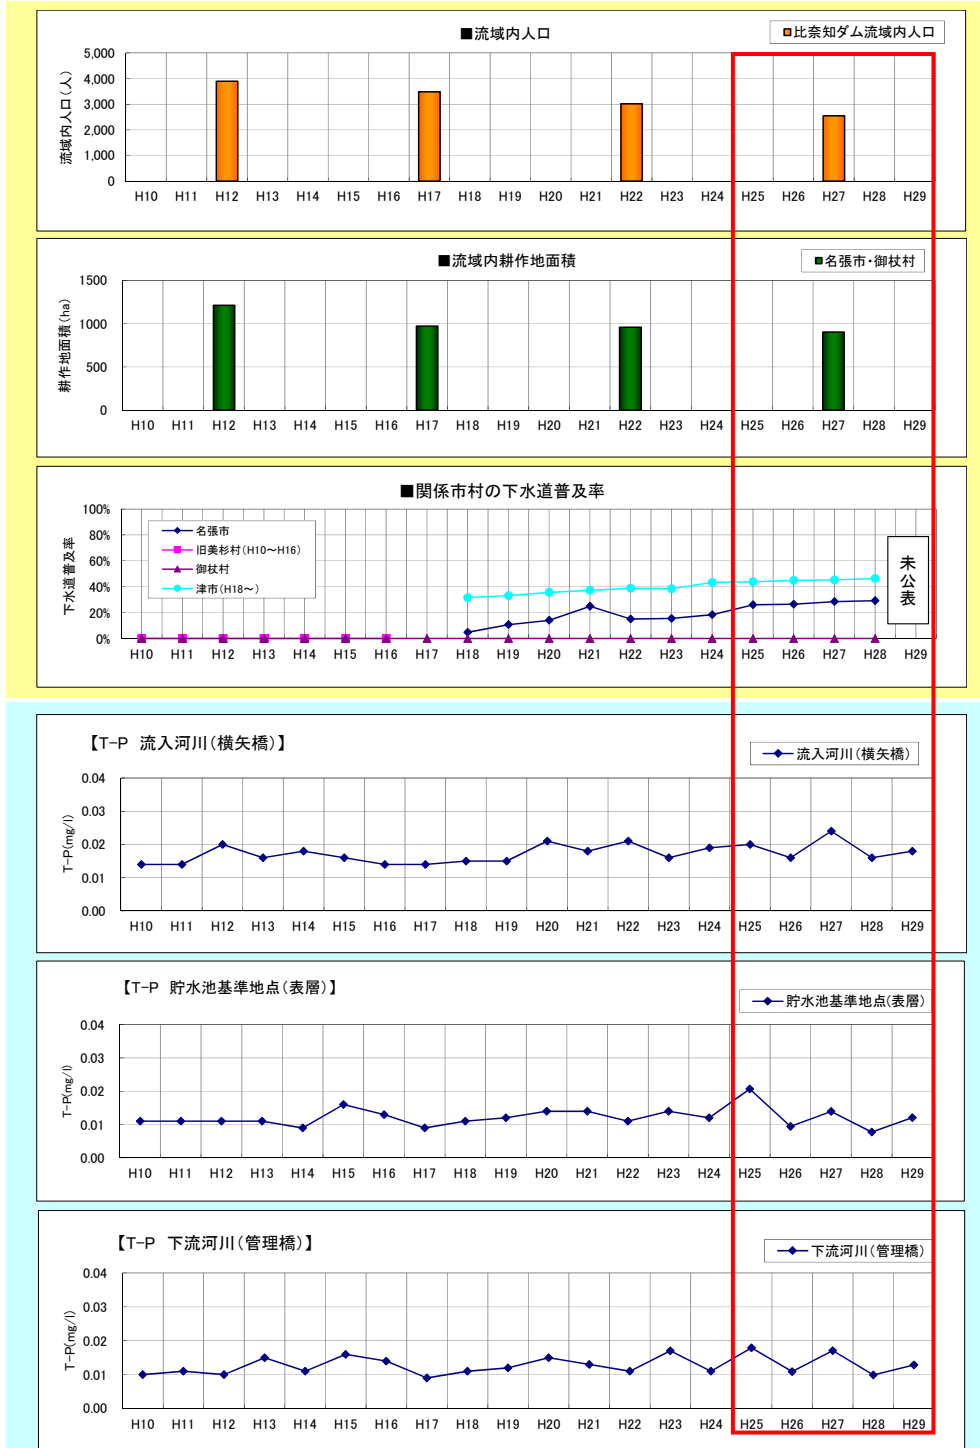 ■流域内人口
比奈知ダム流域内人口
流域内人口(人)
5,000
4,000
3,000
2,000
1,000
0
H10 H11 H12 H13 H14 H15 H16 H17 H18 H19 H20 H21 H22 H23 H24 H25 H26 H27 H28 H29
■流域内耕作地面積
名張市・御杖村
耕作地面積(ha)
1500
1000
500
0
H10 H11 H12 H13 H14 H15 H16 H17 H18 H19 H20 H21 H22 H23 H24 H25 H26 H27 H28 H29
■関係市村の下水道普及率
下水道普及率
100%
80%
60%
40%
20%
0%
名張市
旧美杉村(H10~H16)
御杖村
津市(H18~)
未公表
H10 H11 H12 H13 H14 H15 H16 H17 H18 H19 H20 H21 H22 H23 H24 H25 H26 H27 H28 H29
【T-P 流入河川(横矢橋)】
流入河川(横矢橋)
T-P(mg/l)
0.04
0.03
0.02
0.01
0.00
H10 H11 H12 H13 H14 H15 H16 H17 H18 H19 H20 H21 H22 H23 H24 H25 H26 H27 H28 H29
【T-P 貯水池基準地点(表層)】
貯水池基準地点(表層)
T-P(mg/l)
0.04
0.03
0.02
0.01
0.00
H10 H11 H12 H13 H14 H15 H16 H17 H18 H19 H20 H21 H22 H23 H24 H25 H26 H27 H28 H29
【T-P 下流河川(管理橋)】
下流河川(管理橋)
T-P(mg/l)
0.04
0.03
0.02
0.01
0.00
H10 H11 H12 H13 H14 H15 H16 H17 H18 H19 H20 H21 H22 H23 H24 H25 H26 H27 H28 H29